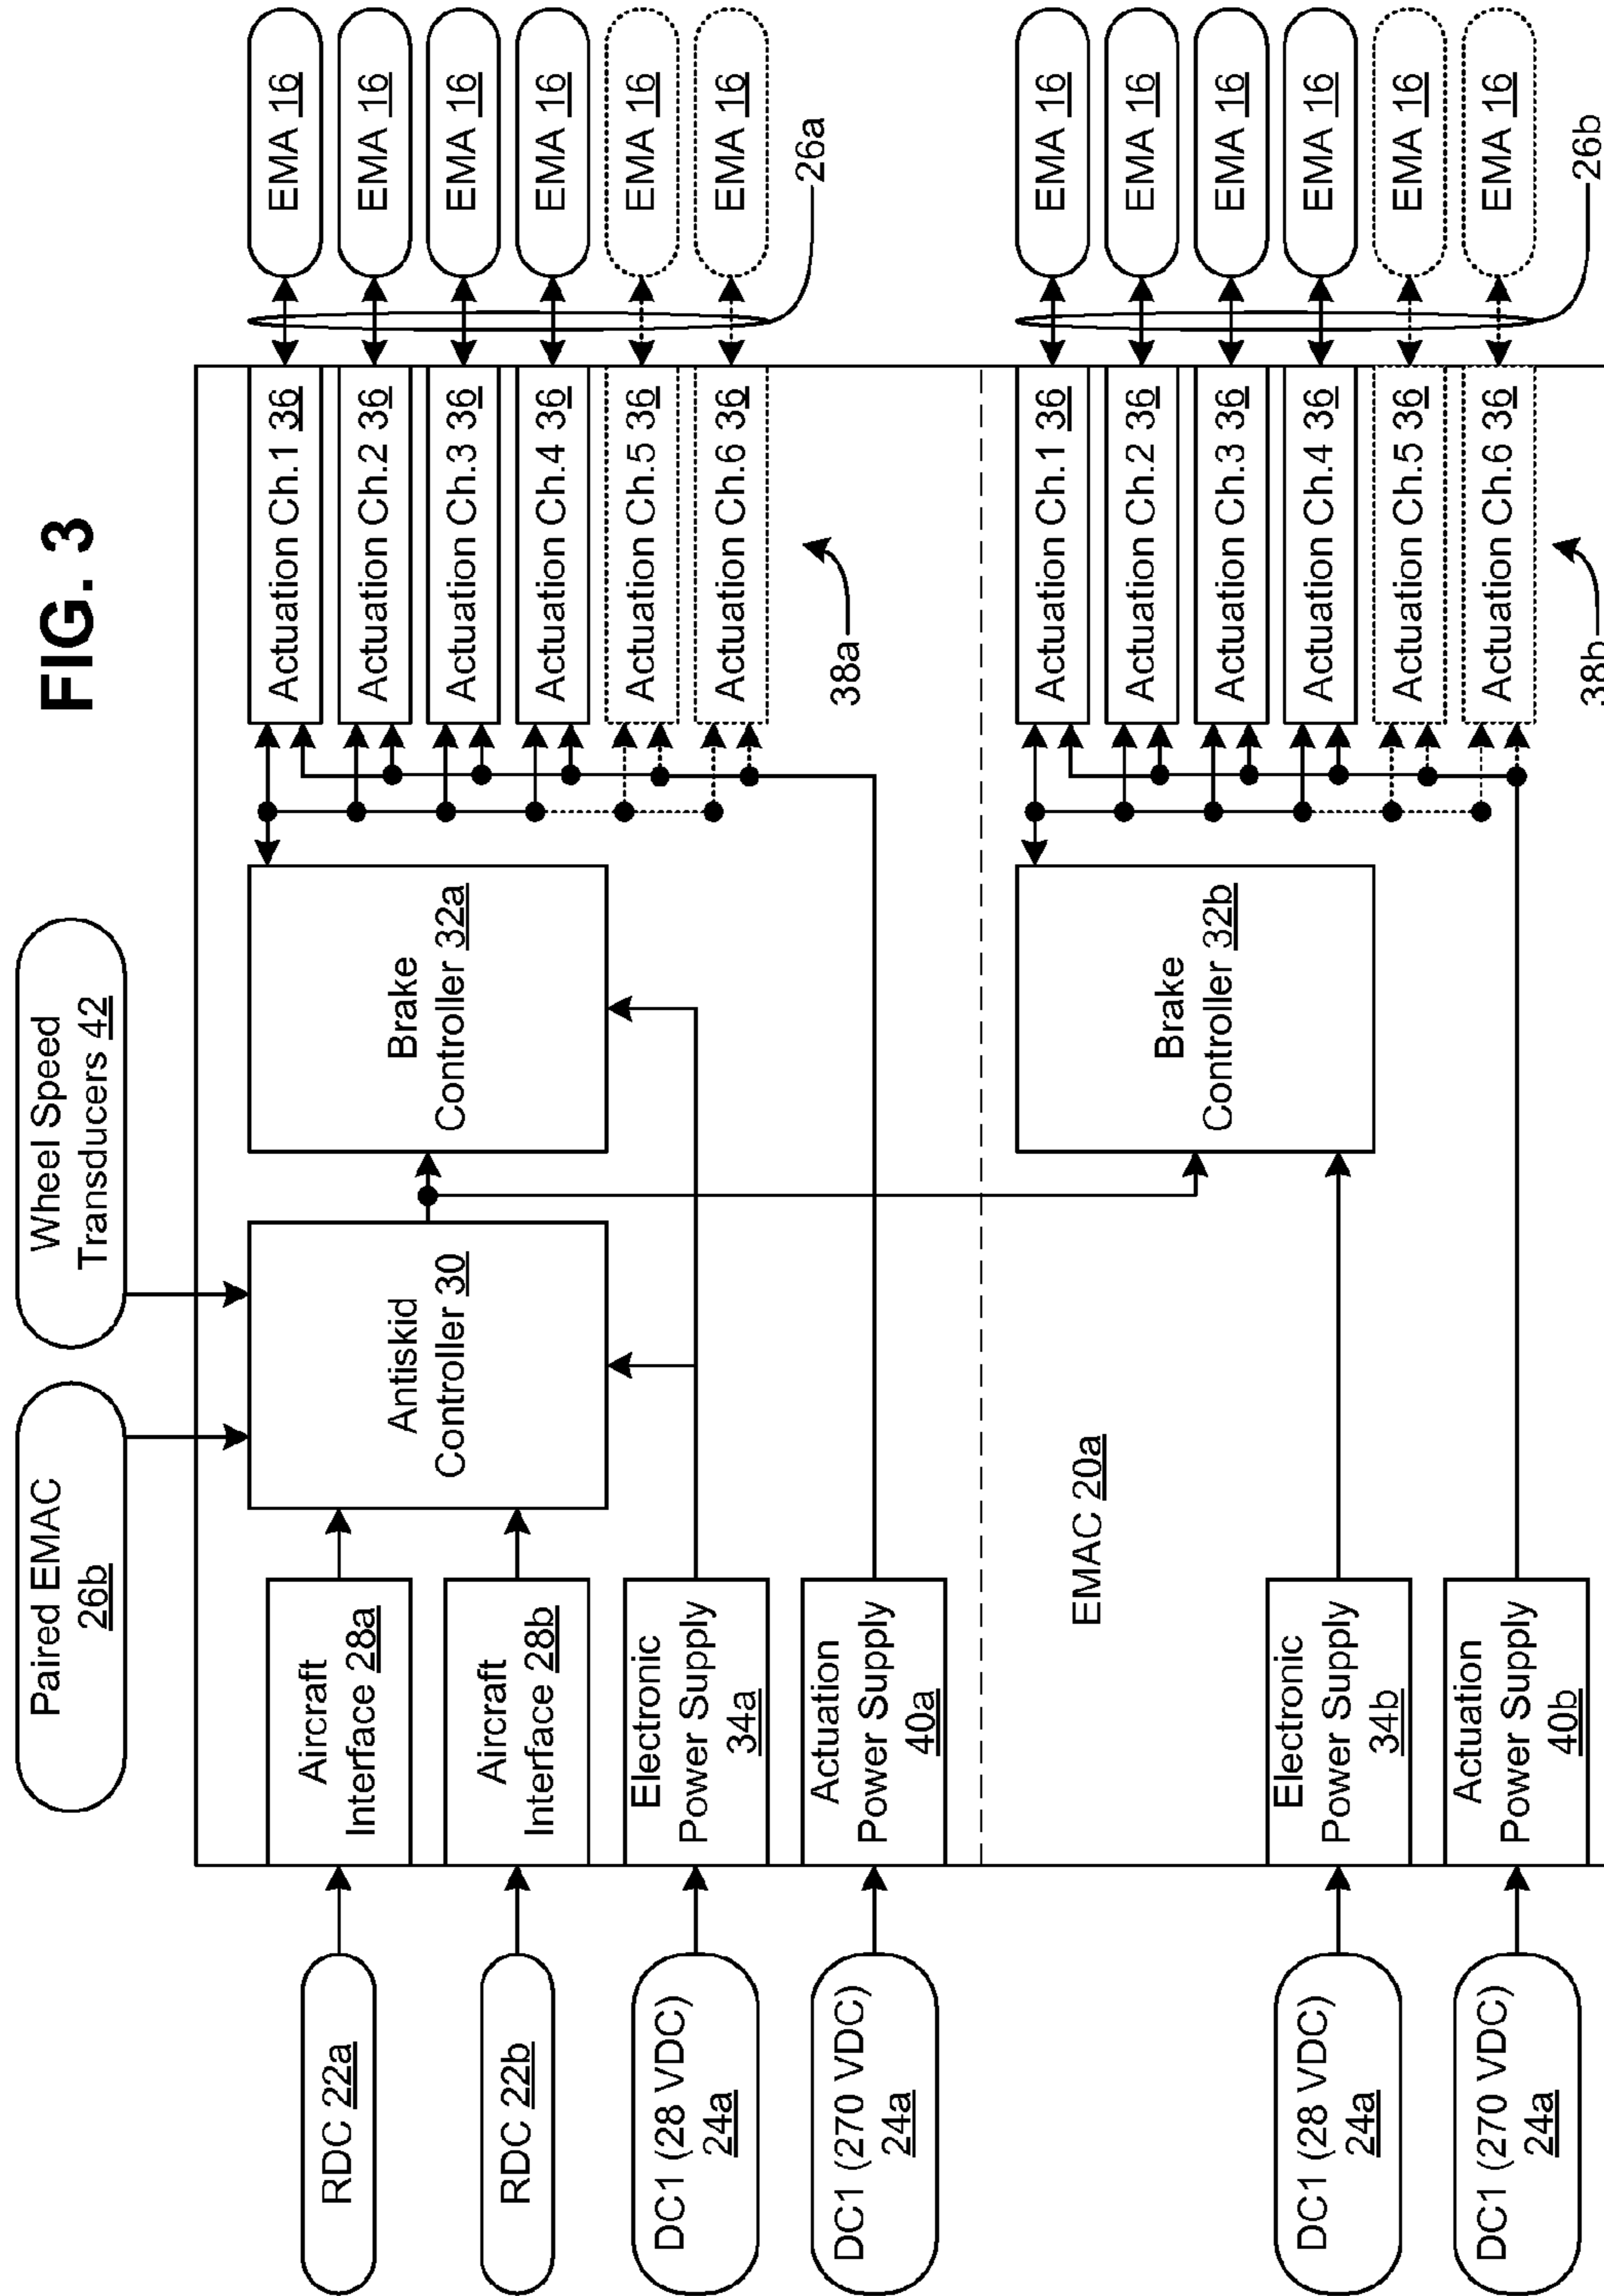 FIG. 3
Paired EMAC
26b
Wheel Speed
Transducers 42
RDC 22a
RDC 22b
DC1 (28 VDC)
24a
DC1 (270 VDC)
24a
DC1 (28 VDC)
24a
DC1 (270 VDC)
24a
Aircraft
Interface 28a
Aircraft
Interface 28b
Electronic
Power Supply
34a
Actuation
Power Supply
40a
EMAC 20a
Electronic
Power Supply
34b
Actuation
Power Supply
40b
Antiskid
Controller 30
Brake
Controller 32a
Brake
Controller 32b
Actuation Ch.1 36
Actuation Ch.2 36
Actuation Ch.3 36
Actuation Ch.4 36
Actuation Ch.5 36
Actuation Ch.6 36
38a
Actuation Ch.1 36
Actuation Ch.2 36
Actuation Ch.3 36
Actuation Ch.4 36
Actuation Ch.5 36
Actuation Ch.6 36
38b
EMA 16
EMA 16
EMA 16
EMA 16
EMA 16
EMA 16
26a
EMA 16
EMA 16
EMA 16
EMA 16
EMA 16
EMA 16
26b